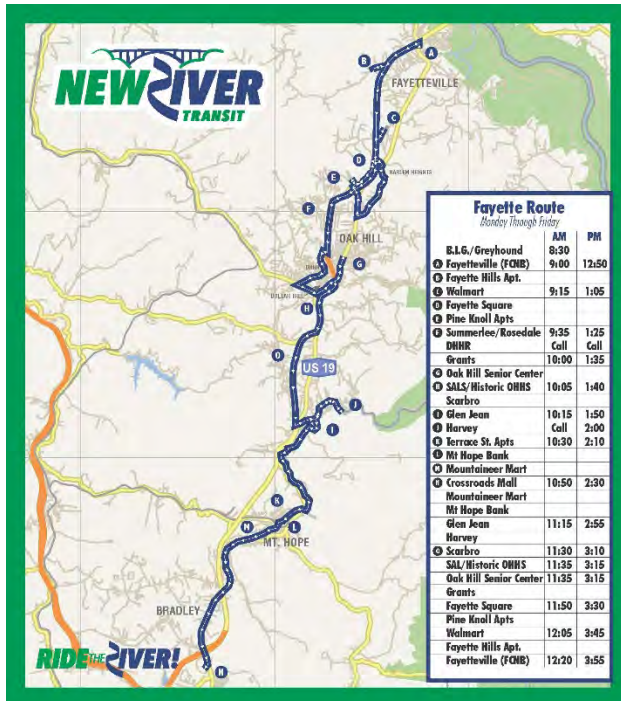 NEW RIVER
TRANSIT
A
B
FAYETTEVILLE
C
D
HARLEM HEIGHTS
E
F
OAK HILL
G
H
O
US 19
J
I
K
M
L
MT. HOPE
BRADLEY
RIDE THE RIVER!
N
Fayette Route
Monday Through Friday
AM PM
B.I.G./Greyhound 8:30
A Fayetteville (FCNB) 9:00 12:50
B Fayette Hills Apt.
C Walmart 9:15 1:05
D Fayette Square
E Pine Knoll Apts
F Summerlee/Rosedale 9:35 1:25
DHHR Call Call
Grants 10:00 1:35
G Oak Hill Senior Center
H SALS/Historic OHHS 10:05 1:40
Scarbro
I Glen Jean 10:15 1:50
J Harvey Call 2:00
K Terrace St. Apts 10:30 2:10
L Mt Hope Bank
M Mountaineer Mart
N Crossroads Mall 10:50 2:30
Mountaineer Mart
Mt Hope Bank
Glen Jean 11:15 2:55
Harvey
O Scarbro 11:30 3:10
SAL/Historic OHHS 11:35 3:15
Oak Hill Senior Center 11:35 3:15
Grants
Fayette Square 11:50 3:30
Pine Knoll Apts
Walmart 12:05 3:45
Fayette Hills Apt.
Fayetteville (FCNB) 12:20 3:55